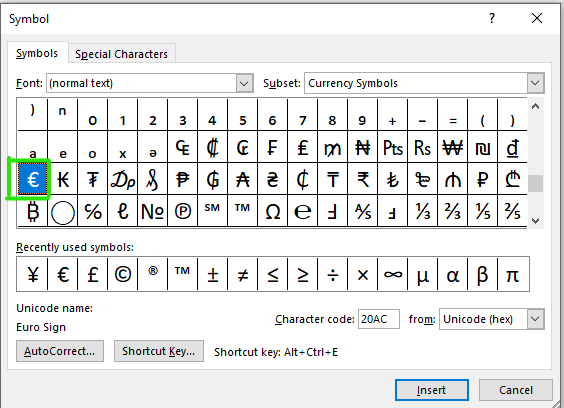 Symbol
?
Symbols
Special Characters
Font: (normal text)
Subset: Currency Symbols
⁾ ⁿ ₀ ₁ ₂ ₃ ₄ ₅ ₆ ₇ ₈ ₉ ₊ ₋ ₌ ₍ ₎
ₐ ₑ ₒ ₓ ₔ ₠ ₡ ₢ ₣ ₤ ₥ ₦ ₧ ₨ ₩ ₪ ₫
€ ₭ ₮ ₯ ₰ ₱ ₲ ₳ ₴ ₵ ₸ ₹ ₺ ₻ ₼ ₽ ₾
₿ ◯ ℅ ℓ № ℗ ℠ ™ Ω ℮ Ⅎ ⅍ ⅎ ⅓ ⅔ ⅕ ⅖
Recently used symbols:
¥ € £ © ® ™ ± ≠ ≤ ≥ ÷ × ∞ µ α β π
Unicode name:
Euro Sign
Character code: 20AC from: Unicode (hex)
AutoCorrect... Shortcut Key... Shortcut key: Alt+Ctrl+E
Insert
Cancel